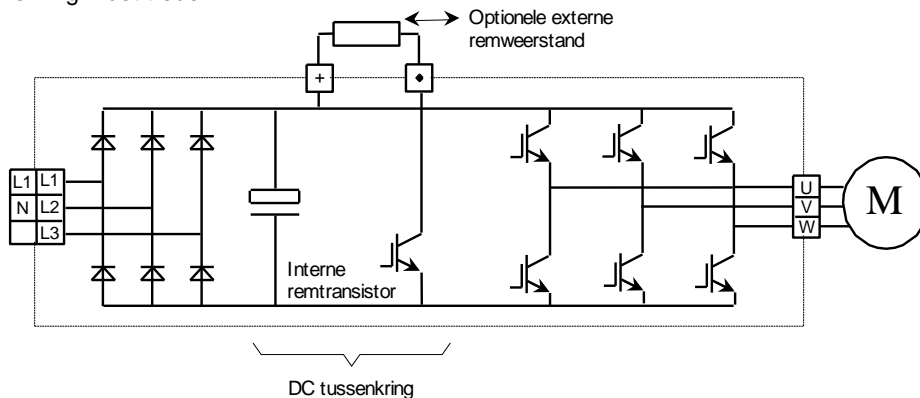 Optionele externe
remweerstand
+
L1 L1
N L2
L3
U
V
W
M
Interne
remtransistor
DC tussenkring